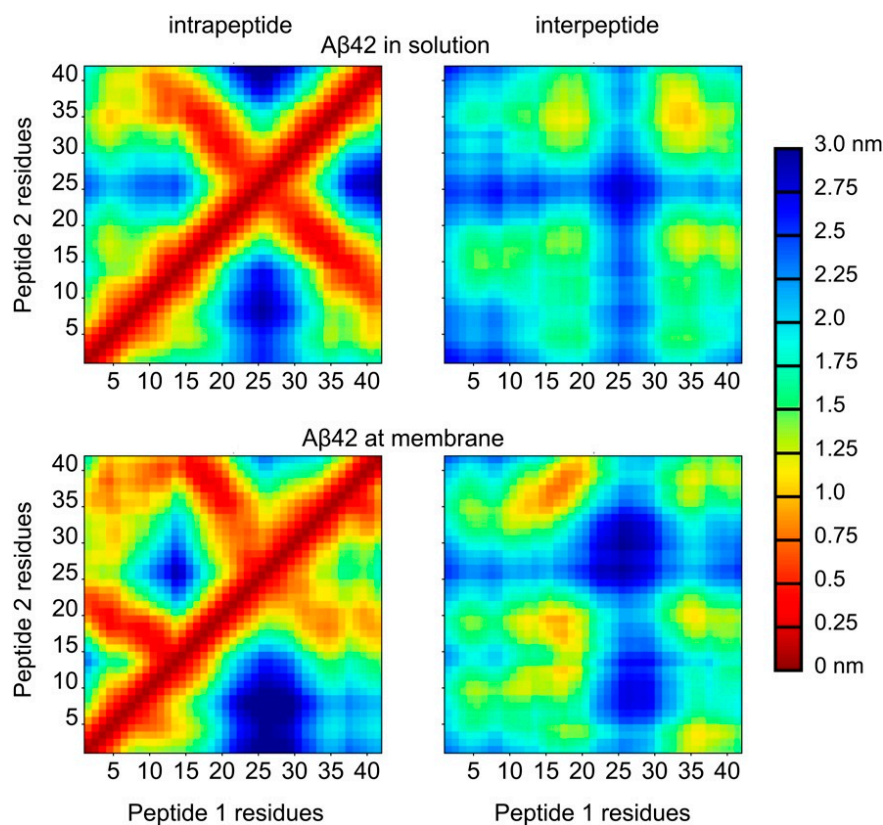 intrapeptide
interpeptide
Aβ42 in solution
Peptide 2 residues
40
35
30
25
20
15
10
5
5 10 15 20 25 30 35 40
5 10 15 20 25 30 35 40
3.0 nm
2.75
2.5
2.25
2.0
1.75
1.5
1.25
1.0
0.75
0.5
0.25
0 nm
Aβ42 at membrane
Peptide 2 residues
40
35
30
25
20
15
10
5
5 10 15 20 25 30 35 40
5 10 15 20 25 30 35 40
Peptide 1 residues
Peptide 1 residues